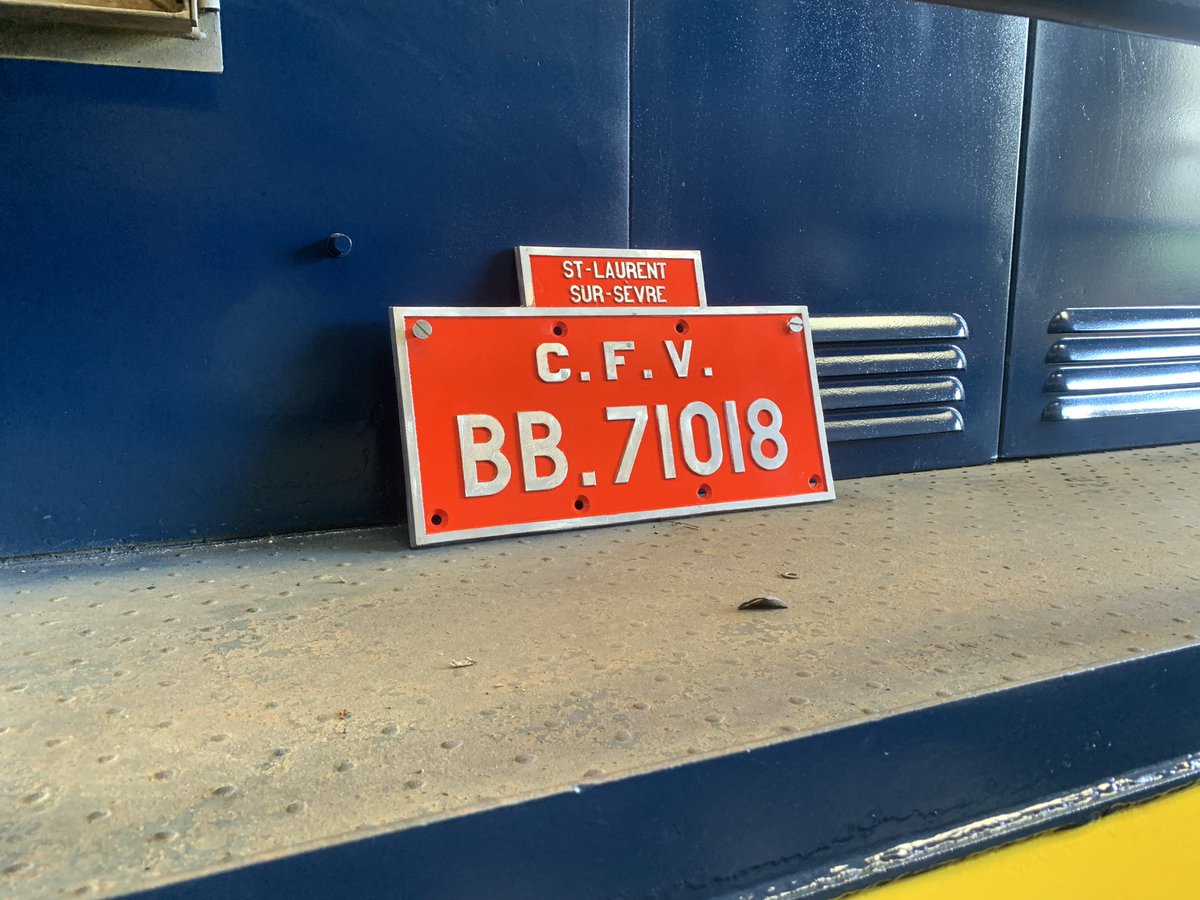 ST-LAURENT
SUR-SEVRE
C.F.V.
BB.71018